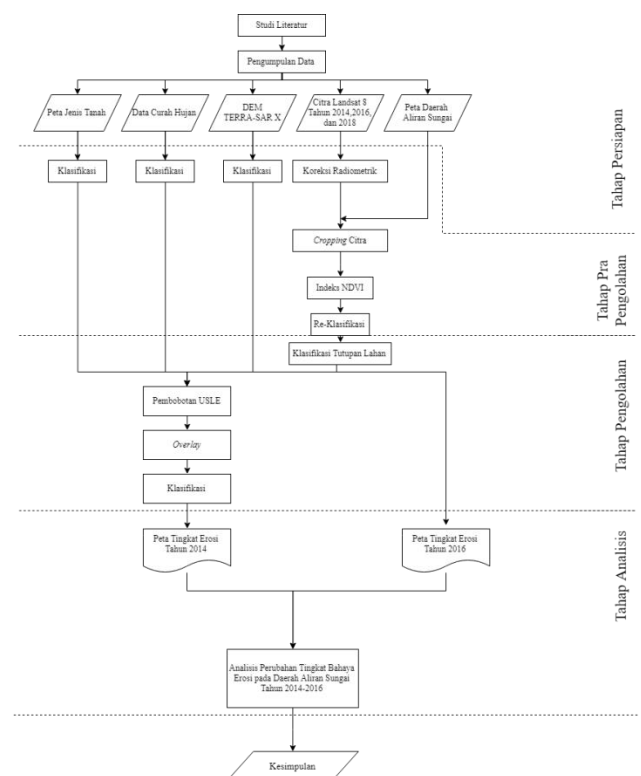 Studi Literatur
Pengumpulan Data
Peta Jenis Tanah
Data Curah Hujan
DEM
TERRA-SAR X
Citra Landsat 8
Tahun 2014,2016,
dan 2018
Peta Daerah
Aliran Sungai
Tahap Persiapan
Klasifikasi
Klasifikasi
Klasifikasi
Koreksi Radiometrik
Cropping Citra
Indeks NDVI
Re-Klasifikasi
Tahap Pra
Pengolahan
Klasifikasi Tutupan Lahan
Pembobotan USLE
Overlay
Klasifikasi
Tahap Pengolahan
Peta Tingkat Erosi
Tahun 2014
Peta Tingkat Erosi
Tahun 2016
Analisis Perubahan Tingkat Bahaya
Erosi pada Daerah Aliran Sungai
Tahun 2014-2016
Tahap Analisis
Kesimpulan